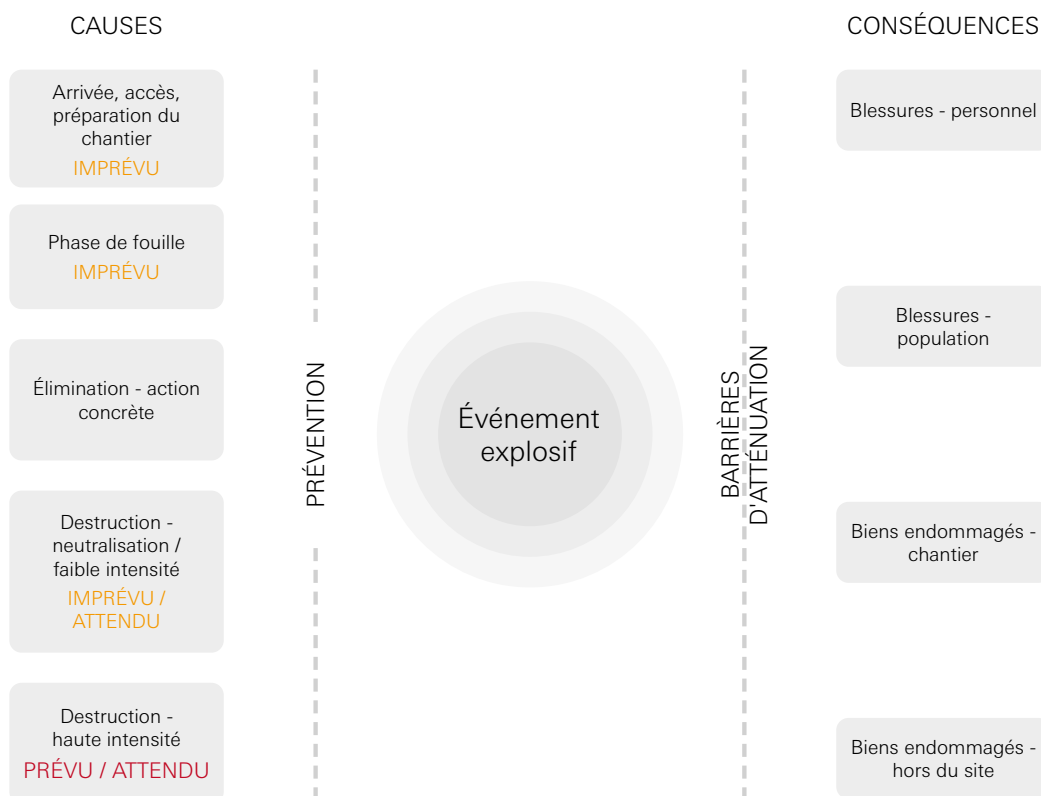 CAUSES
Arrivée, accès,
préparation du
chantier
IMPRÉVU
Phase de fouille
IMPRÉVU
Élimination - action
concrète
Destruction -
neutralisation /
faible intensité
IMPRÉVU /
ATTENDU
Destruction -
haute intensité
PRÉVU / ATTENDU
PRÉVENTION
Événement
explosif
BARRIÈRES
D'ATTÉNUATION
CONSÉQUENCES
Blessures - personnel
Blessures -
population
Biens endommagés -
chantier
Biens endommagés -
hors du site